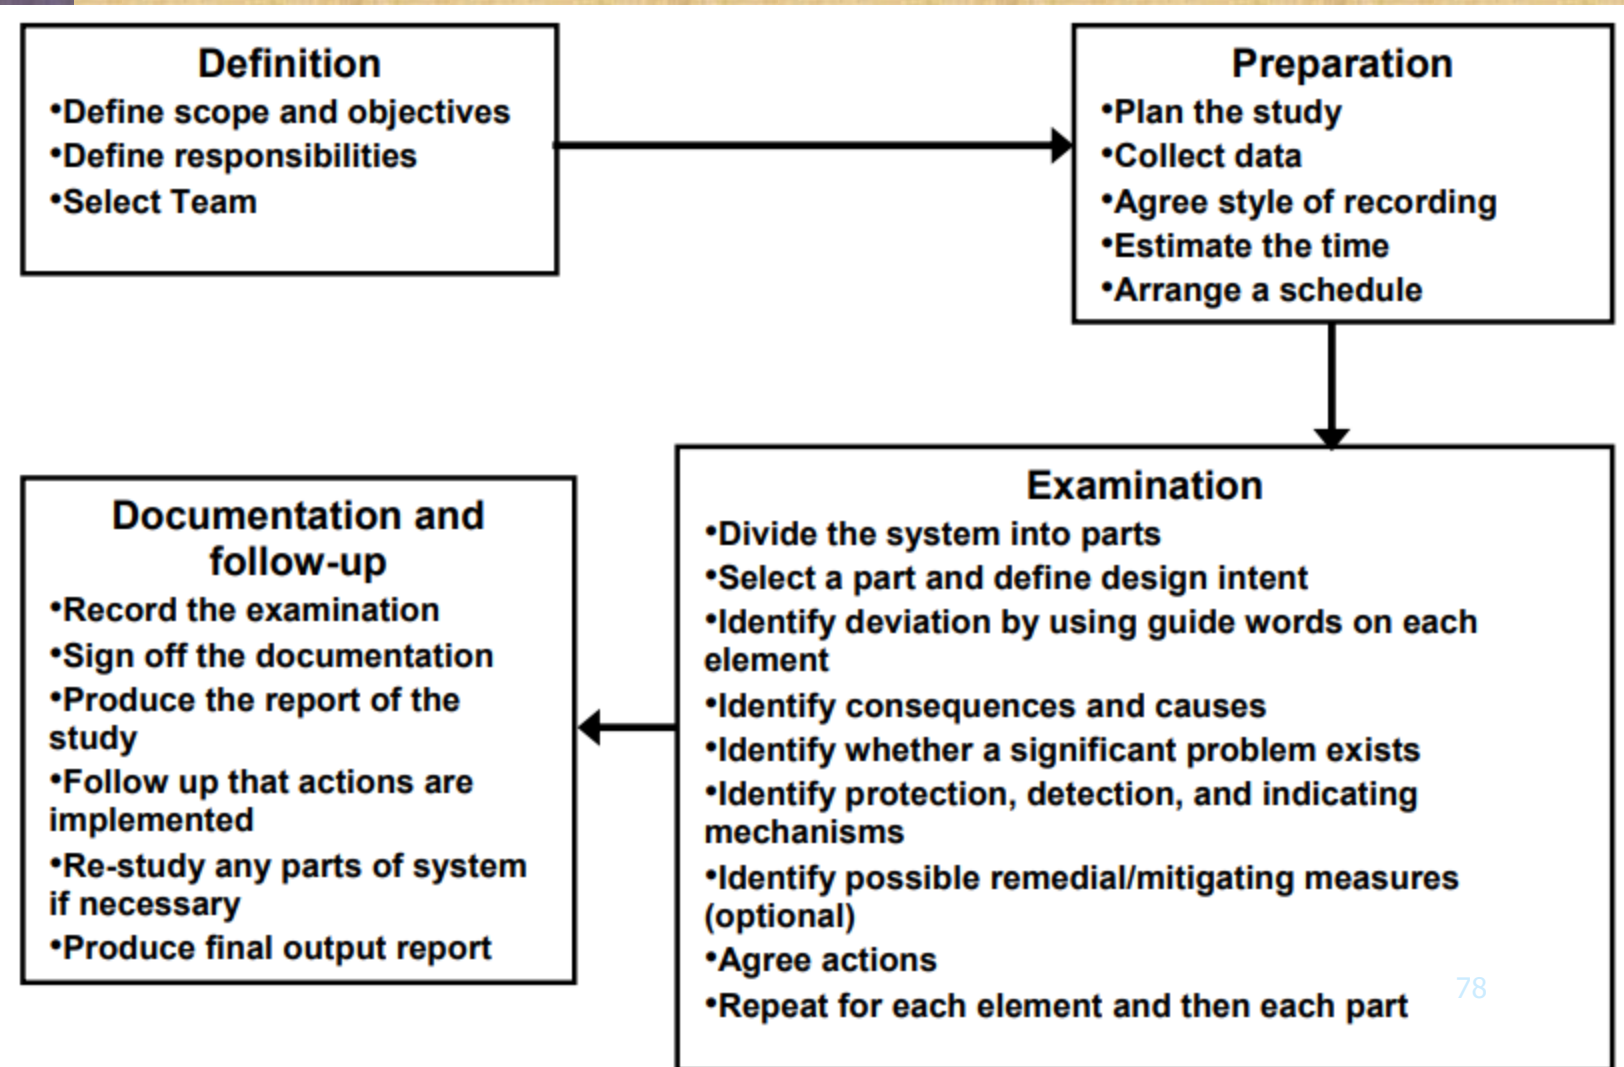 Definition
•Define scope and objectives
•Define responsibilities
•Select Team
Preparation
•Plan the study
•Collect data
•Agree style of recording
•Estimate the time
•Arrange a schedule
Examination
•Divide the system into parts
•Select a part and define design intent
•Identify deviation by using guide words on each
element
•Identify consequences and causes
•Identify whether a significant problem exists
•Identify protection, detection, and indicating
mechanisms
•Identify possible remedial/mitigating measures
(optional)
•Agree actions
•Repeat for each element and then each part
Documentation and
follow-up
•Record the examination
•Sign off the documentation
•Produce the report of the
study
•Follow up that actions are
implemented
•Re-study any parts of system
if necessary
•Produce final output report
78